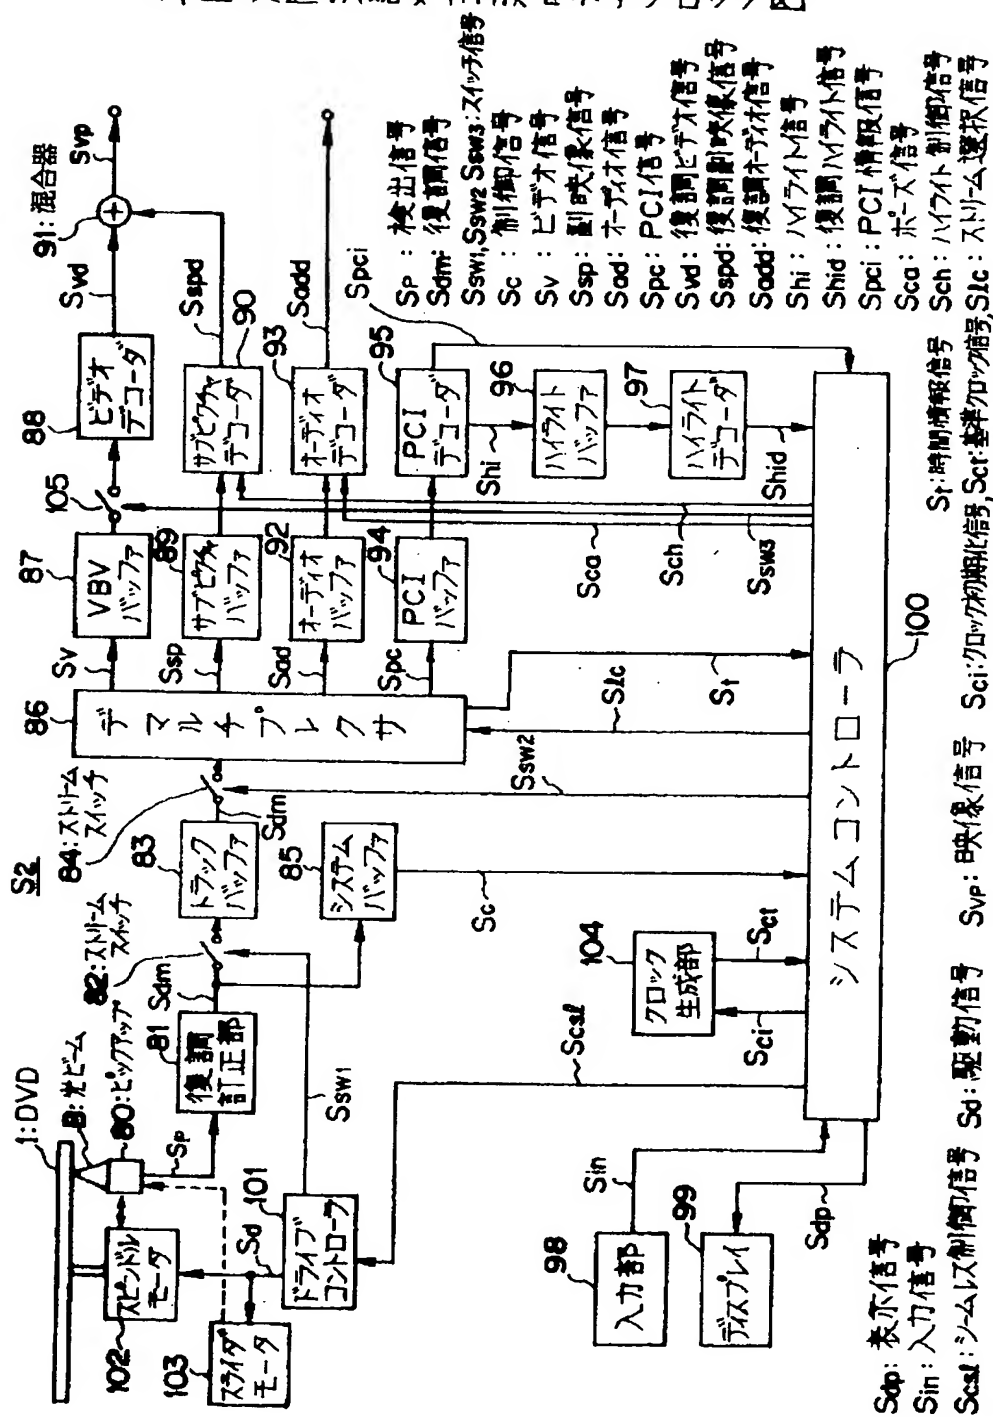 S2
1:DVD
B:光ビーム
80:ピックアップ
82:ストリーム
スイッチ
84:ストリーム
スイッチ
Sp
81
復調
訂正部
Sdm
83
トラック
バッファ
Sdm
85
システム
バッファ
86
デマルチプレクサ
Sv
Ssp
Sad
Spc
87
VBV
バッファ
89
サブピクチャ
バッファ
92
オーディオ
バッファ
94
PCI
バッファ
105
88
ビデオ
デコーダ
サブピクチャ
デコーダ
90
93
オーディオ
デコーダ
95
PCI
デコーダ
Svd
Sspd
Sadd
Spci
91:混合器
Svp
Shi
96
ハイライト
バッファ
97
ハイライト
デコーダ
Shid
102
スピンドル
モータ
103
スライダ
モータ
Sd
101
ドライブ
コントローラ
Ssw1
Scsl
Sc
Ssw2
Slc
St
Sca
Sch
Ssw3
104
クロック
生成部
Sci
Sct
98
入力部
Sin
99
ディスプレイ
Sdp
システムコントローラ
100
Sp:検出信号
Sdm:復調信号
Ssw1,Ssw2 Ssw3:スイッチ信号
Sc:制御信号
Sv:ビデオ信号
Ssp:副映象信号
Sad:オーディオ信号
Spc:PCI信号
Svd:復調ビデオ信号
Sspd:復調副映像信号
Sadd:復調オーディオ信号
Shi:ハイライト信号
Shid:復調ハイライト信号
Spci:PCI情報信号
Sca:ポーズ信号
Sch:ハイライト制御信号
St:時間情報信号
Sci:クロック初期化信号,Sct:基準クロック信号,Slc:ストリーム選択信号
Sdp:表示信号
Sin:入力信号
Scsl:シームレス制御信号 Sd:駆動信号 Svp:映像信号